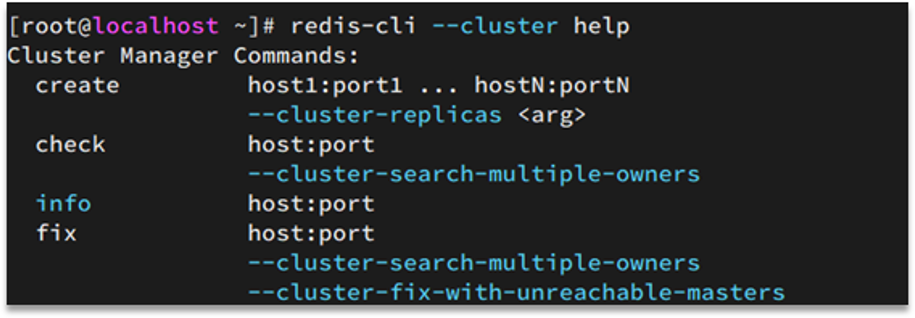 [root@localhost ~]# redis-cli --cluster help
Cluster Manager Commands:
  create         host1:port1 ... hostN:portN
                 --cluster-replicas <arg>
  check          host:port
                 --cluster-search-multiple-owners
  info           host:port
  fix            host:port
                 --cluster-search-multiple-owners
                 --cluster-fix-with-unreachable-masters